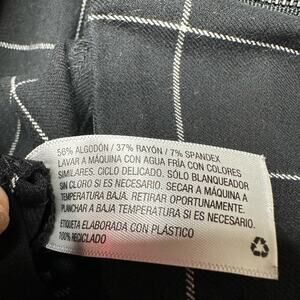 56% ALGODÓN / 37% RAYÓN / 7% SPANDEX
LAVAR A MÁQUINA CON AGUA FRÍA CON COLORES
SIMILARES. CICLO DELICADO. SÓLO BLANQUEADOR
SIN CLORO SI ES NECESARIO. SECAR A MÁQUINA A
TEMPERATURA BAJA. RETIRAR OPORTUNAMENTE.
PLANCHAR A BAJA TEMPERATURA SI ES NECESARIO.
ETIQUETA ELABORADA CON PLÁSTICO
100% RECICLADO